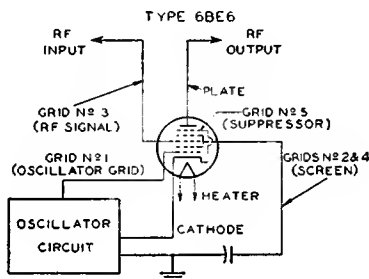 TYPE 6BE6
RF
INPUT
RF
OUTPUT
PLATE
GRID Nº 3
(RF SIGNAL)
GRID Nº 5
(SUPPRESSOR)
GRID Nº 1
(OSCILLATOR GRID)
GRIDS Nº 2&4
(SCREEN)
HEATER
OSCILLATOR
CIRCUIT
CATHODE